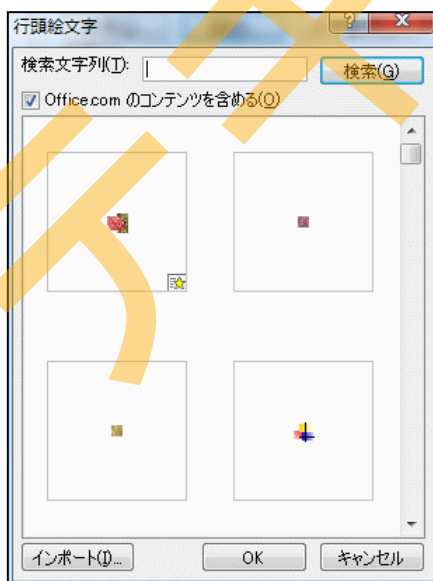 行頭絵文字
検索文字列(T):
検索(G)
Office.com のコンテンツを含める(O)
インポート(I)...
OK
キャンセル